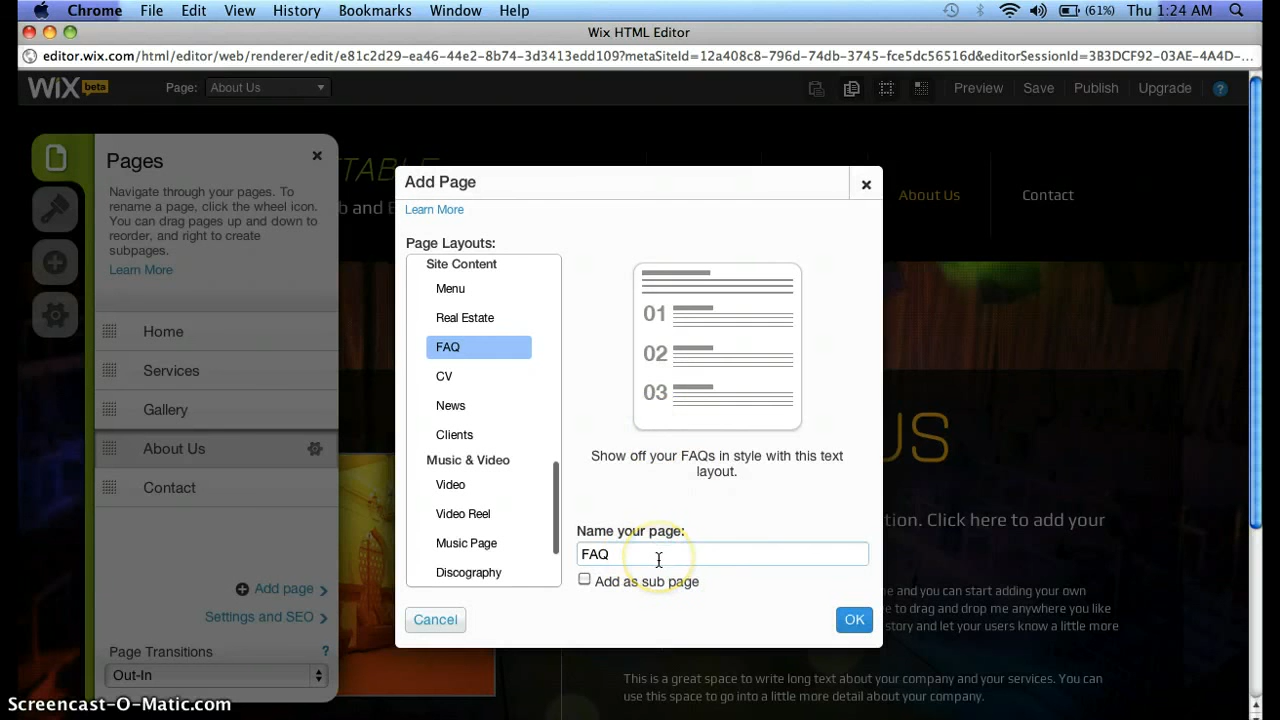 Chrome File Edit View History Bookmarks Window Help (61%) Thu 1:24 AM
Wix HTML Editor
editor.wix.com/html/editor/web/renderer/edit/e81c2d29-ea46-44e2-8b74-3d3413edd109?metaSiteId=12a408c8-796d-74db-3745-fce5dc56516d&editorSessionId=3B3DCF92-03AE-4A4D-...
WiX beta Page: About Us Preview Save Publish Upgrade ?
Pages
Navigate through your pages. To
rename a page, click the wheel icon.
You can drag pages up and down to
reorder, and right to create
subpages.
Learn More
Home
Services
Gallery
About Us
Contact
Add page
Settings and SEO
Page Transitions ?
Out-In
TABLE
About Us Contact
Add Page
Learn More
Page Layouts:
Site Content
Menu
Real Estate
FAQ
CV
News
Clients
Music & Video
Video
Video Reel
Music Page
Discography
01
02
03
Show off your FAQs in style with this text
layout.
Name your page:
FAQ
Add as sub page
Cancel OK
US
tion. Click here to add your
e and you can start adding your own
e to drag and drop me anywhere you like
story and let your users know a little more
This is a great space to write long text about your company and your services. You can
use this space to go into a little more detail about your company.
Screencast-O-Matic.com